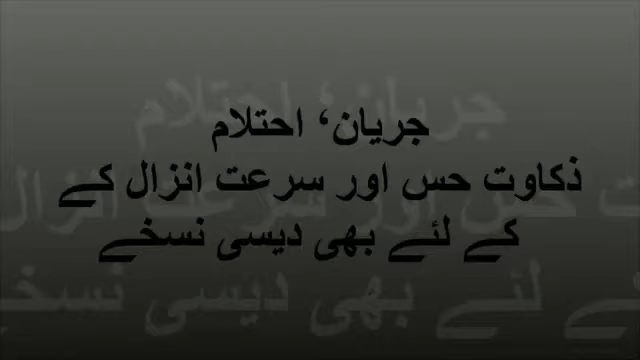 جریان، احتلام
ذکاوت حس اور سرعت انزال کے
کے لئے بھی دیسی نسخے